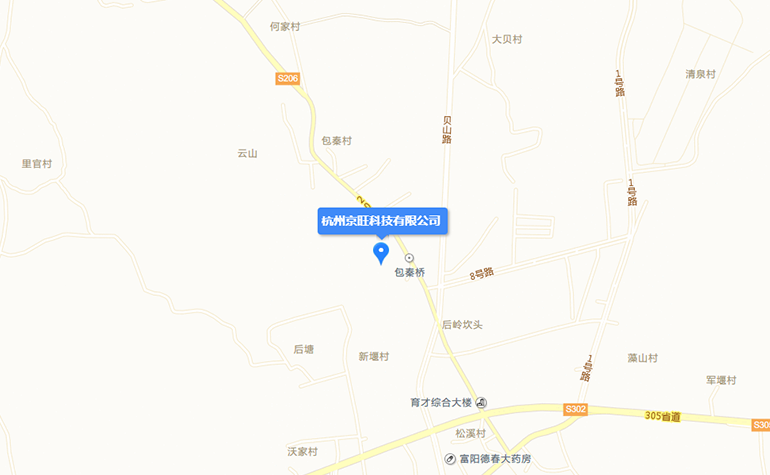 何家村
大贝村
S206
1号路
清泉村
贝山路
包秦村
云山
里官村
1号路
杭州京旺科技有限公司
包秦桥
8号路
后岭坎头
后塘
新堰村
藻山村
1号路
军堰村
育才综合大楼
S302
305省道
松溪村
沃家村
富阳德春大药房